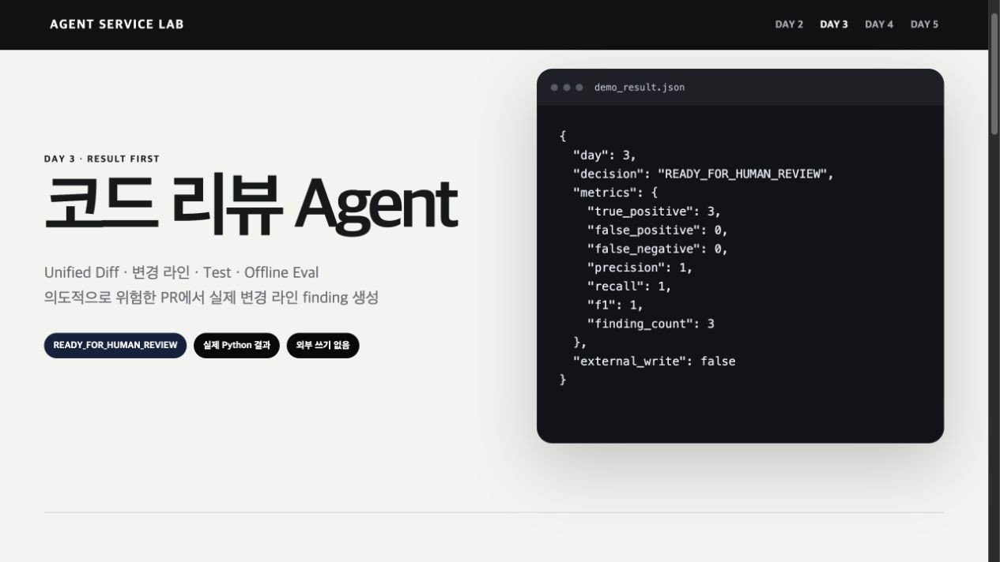 AGENT SERVICE LAB
DAY 2 DAY 3 DAY 4 DAY 5
DAY 3 · RESULT FIRST
코드 리뷰 Agent
Unified Diff · 변경 라인 · Test · Offline Eval
의도적으로 위험한 PR에서 실제 변경 라인 finding 생성
READY_FOR_HUMAN_REVIEW 실제 Python 결과 외부 쓰기 없음
demo_result.json
{
  "day": 3,
  "decision": "READY_FOR_HUMAN_REVIEW",
  "metrics": {
    "true_positive": 3,
    "false_positive": 0,
    "false_negative": 0,
    "precision": 1,
    "recall": 1,
    "f1": 1,
    "finding_count": 3
  },
  "external_write": false
}